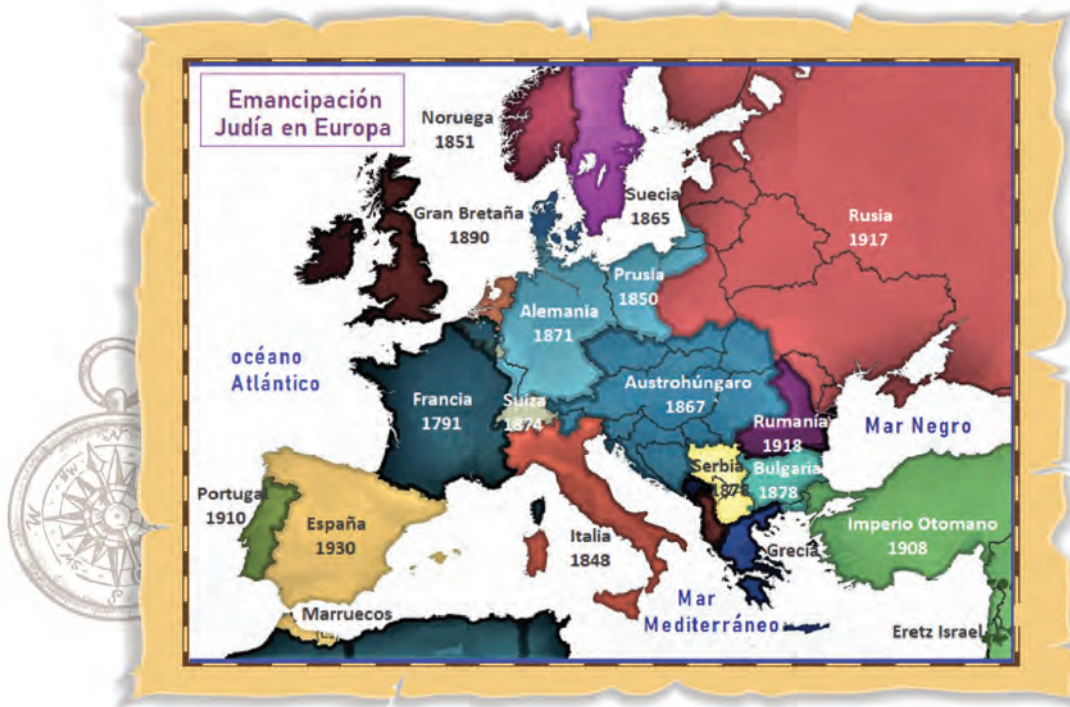 Emancipación
Judía en Europa
Noruega
1851
Suecia
1865
Gran Bretaña
1890
Rusia
1917
Prusia
1850
Alemania
1871
océano
Atlántico
Francia
1791
Suiza
1874
Austrohúngaro
1867
Rumanía
1918
Mar Negro
Serbia
1878
Bulgaria
1878
Portugal
1910
España
1930
Italia
1848
Grecia
Imperio Otomano
1908
Marruecos
Mar
Mediterráneo
Eretz Israel